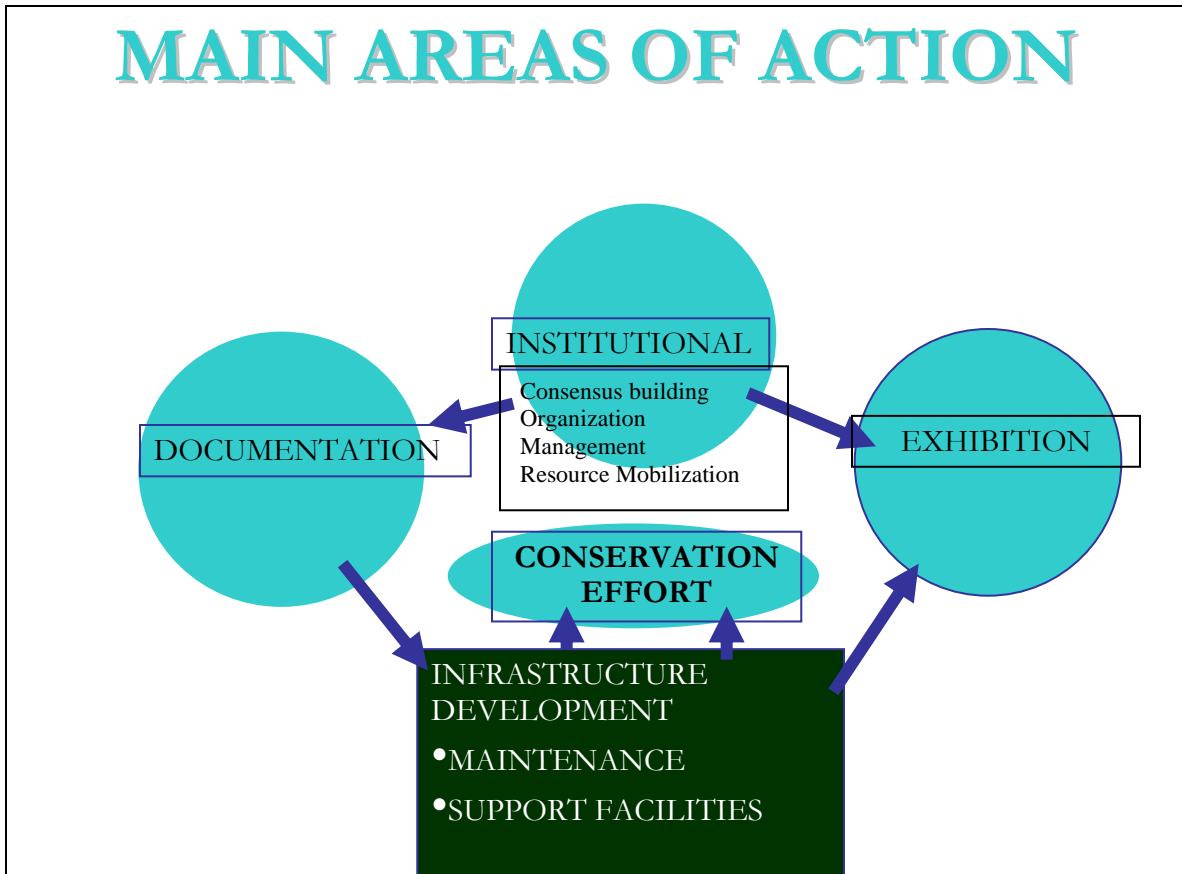 MAIN AREAS OF ACTION
INSTITUTIONAL
Consensus building
Organization
Management
Resource Mobilization
DOCUMENTATION
EXHIBITION
CONSERVATION
EFFORT
INFRASTRUCTURE
DEVELOPMENT
•MAINTENANCE
•SUPPORT FACILITIES